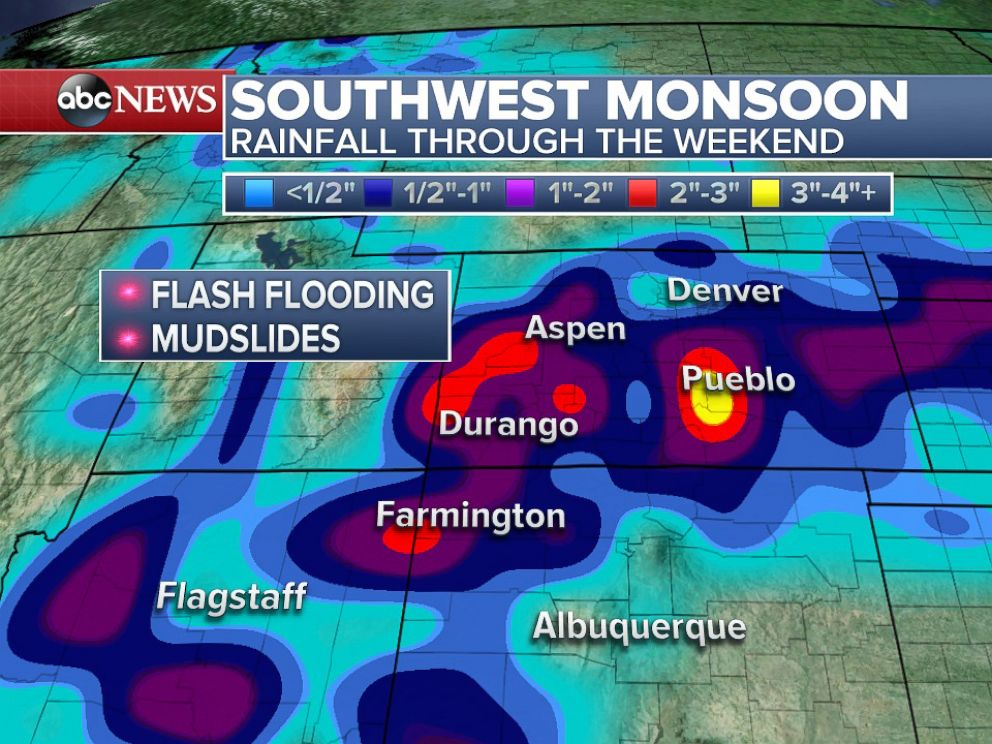 abc NEWS
SOUTHWEST MONSOON
RAINFALL THROUGH THE WEEKEND
<1/2" 1/2"-1" 1"-2" 2"-3" 3"-4"+
FLASH FLOODING
MUDSLIDES
Denver
Aspen
Pueblo
Durango
Farmington
Flagstaff
Albuquerque